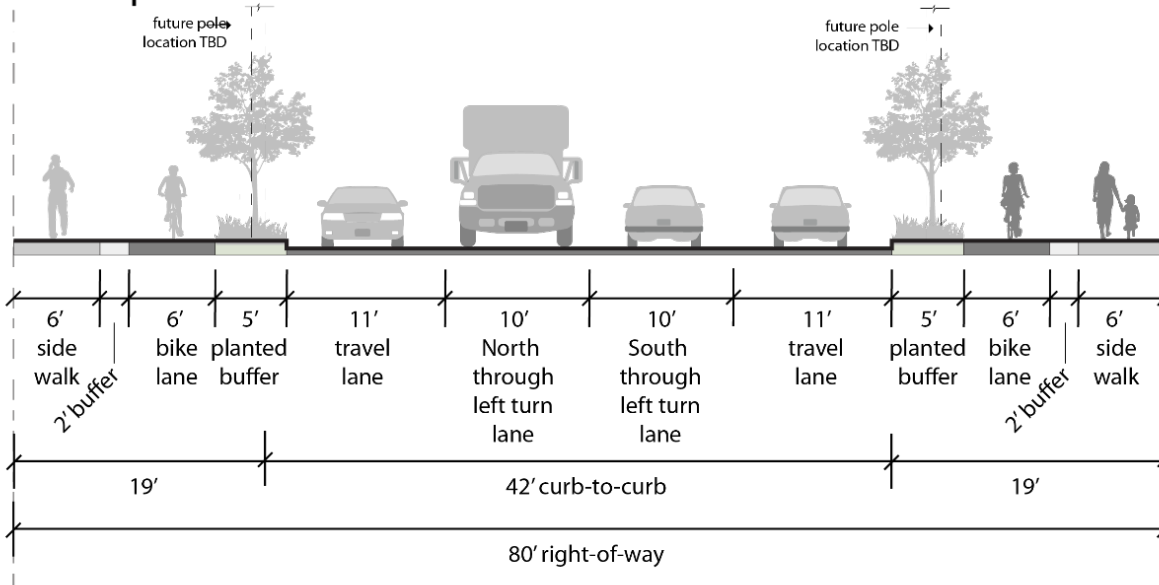 future pole
location TBD
future pole
location TBD
6' 6' 5' 11' 10' 10' 11' 5' 6' 6'
side bike planted travel North South travel planted bike side
walk lane buffer lane through through lane buffer lane walk
2' buffer left turn left turn 2' buffer
lane lane
19' 42' curb-to-curb 19'
80' right-of-way